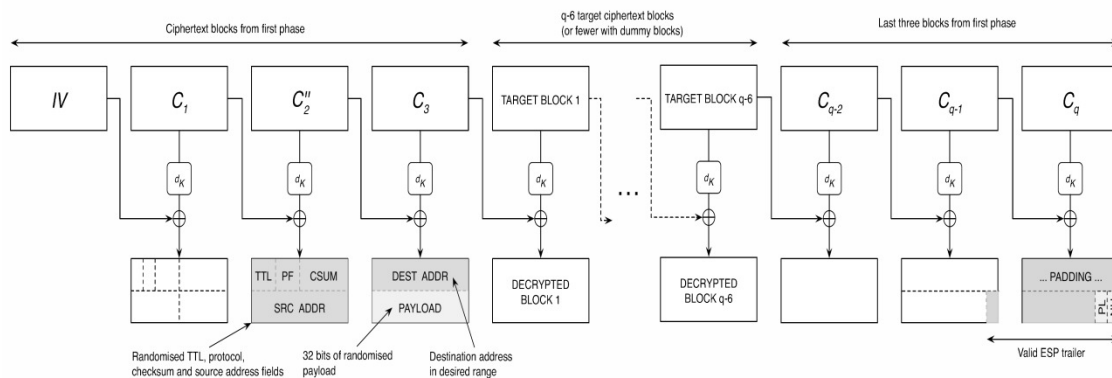 Ciphertext blocks from first phase
q-6 target ciphertext blocks
(or fewer with dummy blocks)
Last three blocks from first phase
IV
C1
C″2
C3
TARGET BLOCK 1
TARGET BLOCK q-6
Cq-2
Cq-1
Cq
dK
dK
dK
dK
...
dK
dK
dK
dK
TTL PF CSUM
SRC ADDR
DEST ADDR
PAYLOAD
DECRYPTED
BLOCK 1
DECRYPTED
BLOCK q-6
... PADDING ...
PL
Randomised TTL, protocol,
checksum and source address fields
32 bits of randomised
payload
Destination address
in desired range
Valid ESP trailer